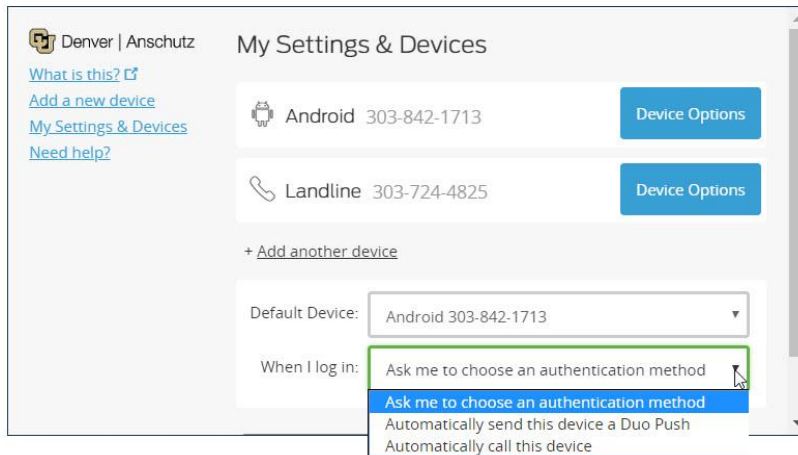 Denver | Anschutz
What is this?
Add a new device
My Settings & Devices
Need help?
My Settings & Devices
Android 303-842-1713
Device Options
Landline 303-724-4825
Device Options
+ Add another device
Default Device: Android 303-842-1713
When I log in: Ask me to choose an authentication method
Ask me to choose an authentication method
Automatically send this device a Duo Push
Automatically call this device